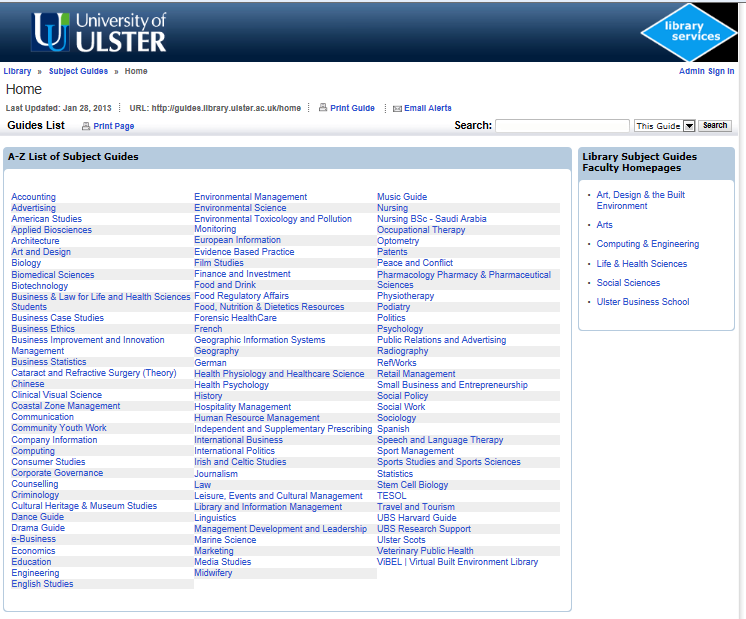 University of
ULSTER
library
services
Library » Subject Guides » Home
Admin Sign In
Home
Last Updated: Jan 28, 2013 URL: http://guides.library.ulster.ac.uk/home Print Guide Email Alerts
Guides List Print Page
Search: This Guide Search
A-Z List of Subject Guides
Accounting
Advertising
American Studies
Applied Biosciences
Architecture
Art and Design
Biology
Biomedical Sciences
Biotechnology
Business & Law for Life and Health Sciences
Students
Business Case Studies
Business Ethics
Business Improvement and Innovation
Management
Business Statistics
Cataract and Refractive Surgery (Theory)
Chinese
Clinical Visual Science
Coastal Zone Management
Communication
Community Youth Work
Company Information
Computing
Consumer Studies
Corporate Governance
Counselling
Criminology
Cultural Heritage & Museum Studies
Dance Guide
Drama Guide
e-Business
Economics
Education
Engineering
English Studies
Environmental Management
Environmental Science
Environmental Toxicology and Pollution
Monitoring
European Information
Evidence Based Practice
Film Studies
Finance and Investment
Food and Drink
Food Regulatory Affairs
Food, Nutrition & Dietetics Resources
Forensic HealthCare
French
Geographic Information Systems
Geography
German
Health Physiology and Healthcare Science
Health Psychology
History
Hospitality Management
Human Resource Management
Independent and Supplementary Prescribing
International Business
International Politics
Irish and Celtic Studies
Journalism
Law
Leisure, Events and Cultural Management
Library and Information Management
Linguistics
Management Development and Leadership
Marine Science
Marketing
Media Studies
Midwifery
Music Guide
Nursing
Nursing BSc - Saudi Arabia
Occupational Therapy
Optometry
Patents
Peace and Conflict
Pharmacology Pharmacy & Pharmaceutical
Sciences
Physiotherapy
Podiatry
Politics
Psychology
Public Relations and Advertising
Radiography
RefWorks
Retail Management
Small Business and Entrepreneurship
Social Policy
Social Work
Sociology
Spanish
Speech and Language Therapy
Sport Management
Sports Studies and Sports Sciences
Statistics
Stem Cell Biology
TESOL
Travel and Tourism
UBS Harvard Guide
UBS Research Support
Ulster Scots
Veterinary Public Health
ViBEL | Virtual Built Environment Library
Library Subject Guides
Faculty Homepages
Art, Design & the Built
Environment
Arts
Computing & Engineering
Life & Health Sciences
Social Sciences
Ulster Business School